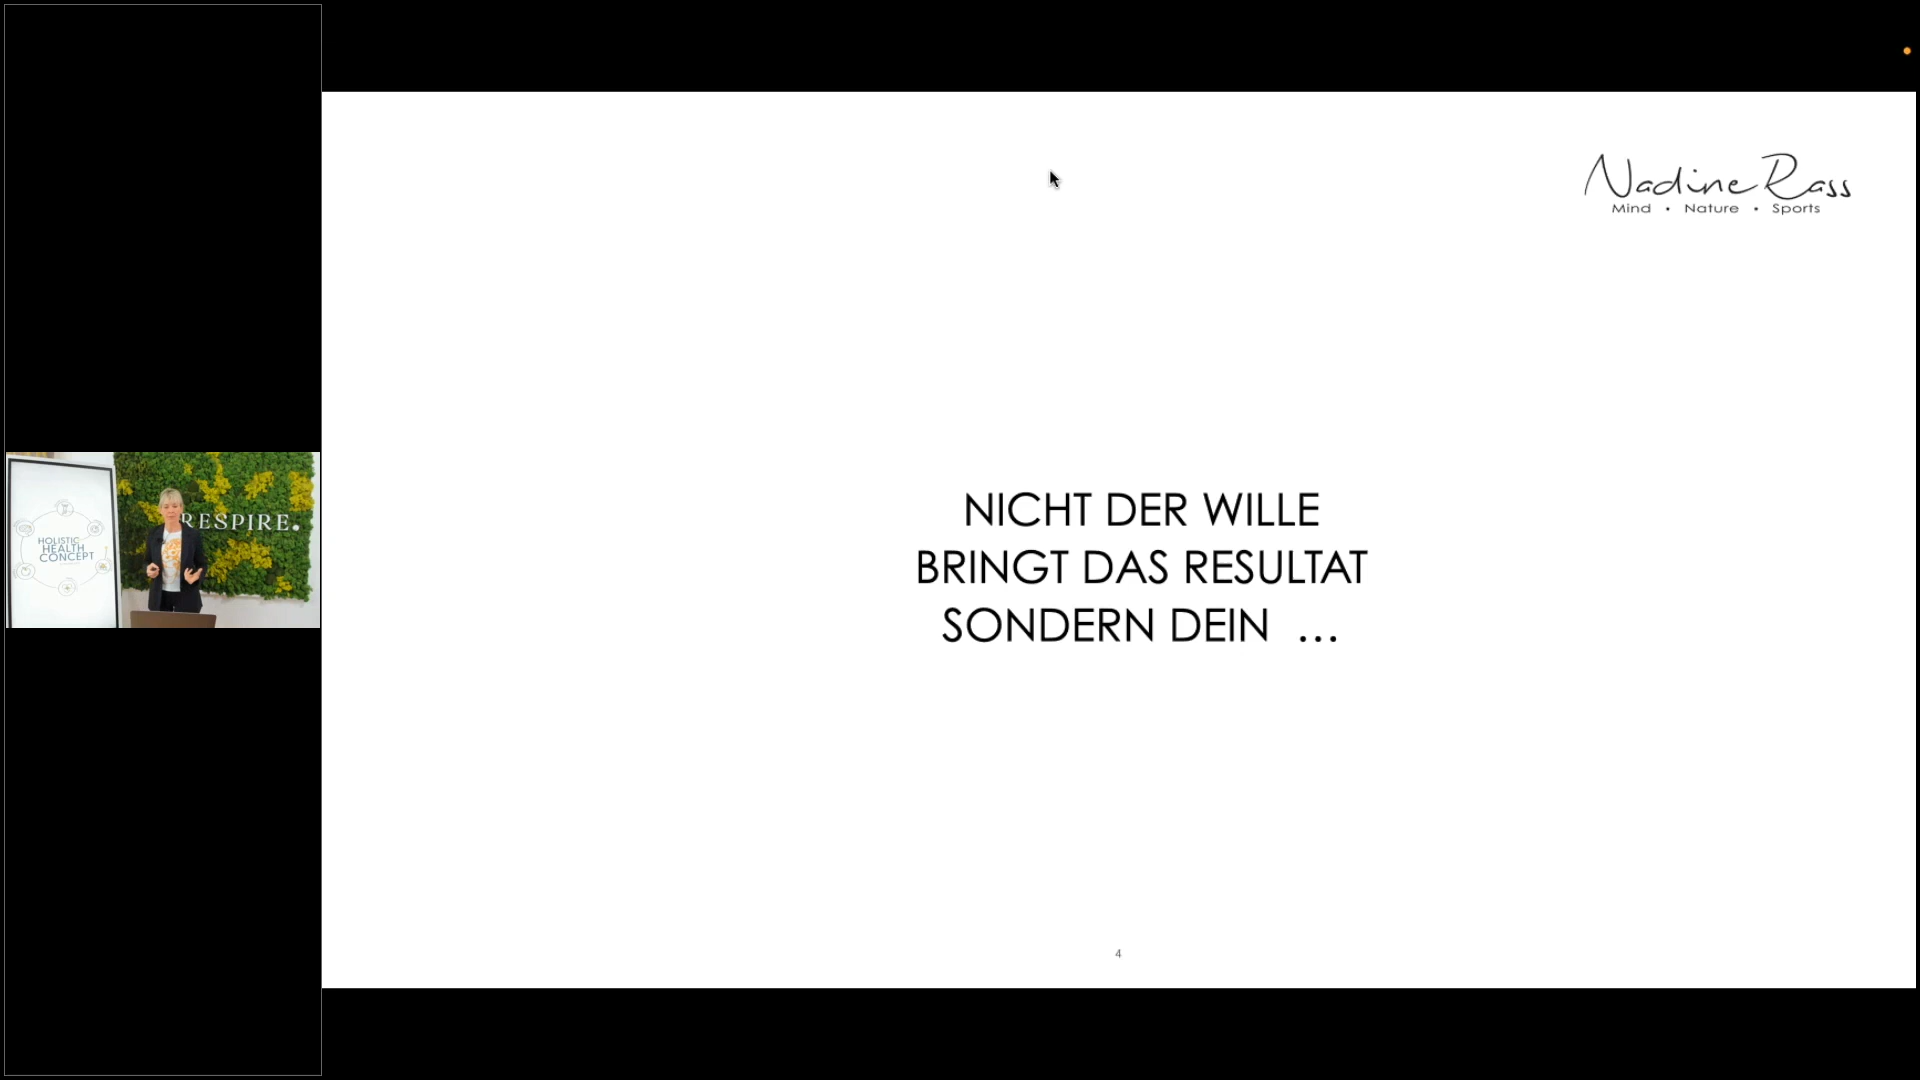 Nadine Rass
Mind • Nature • Sports
NICHT DER WILLE
BRINGT DAS RESULTAT
SONDERN DEIN ...
4
HOLISTIC
HEALTH
CONCEPT
RESPIRE.